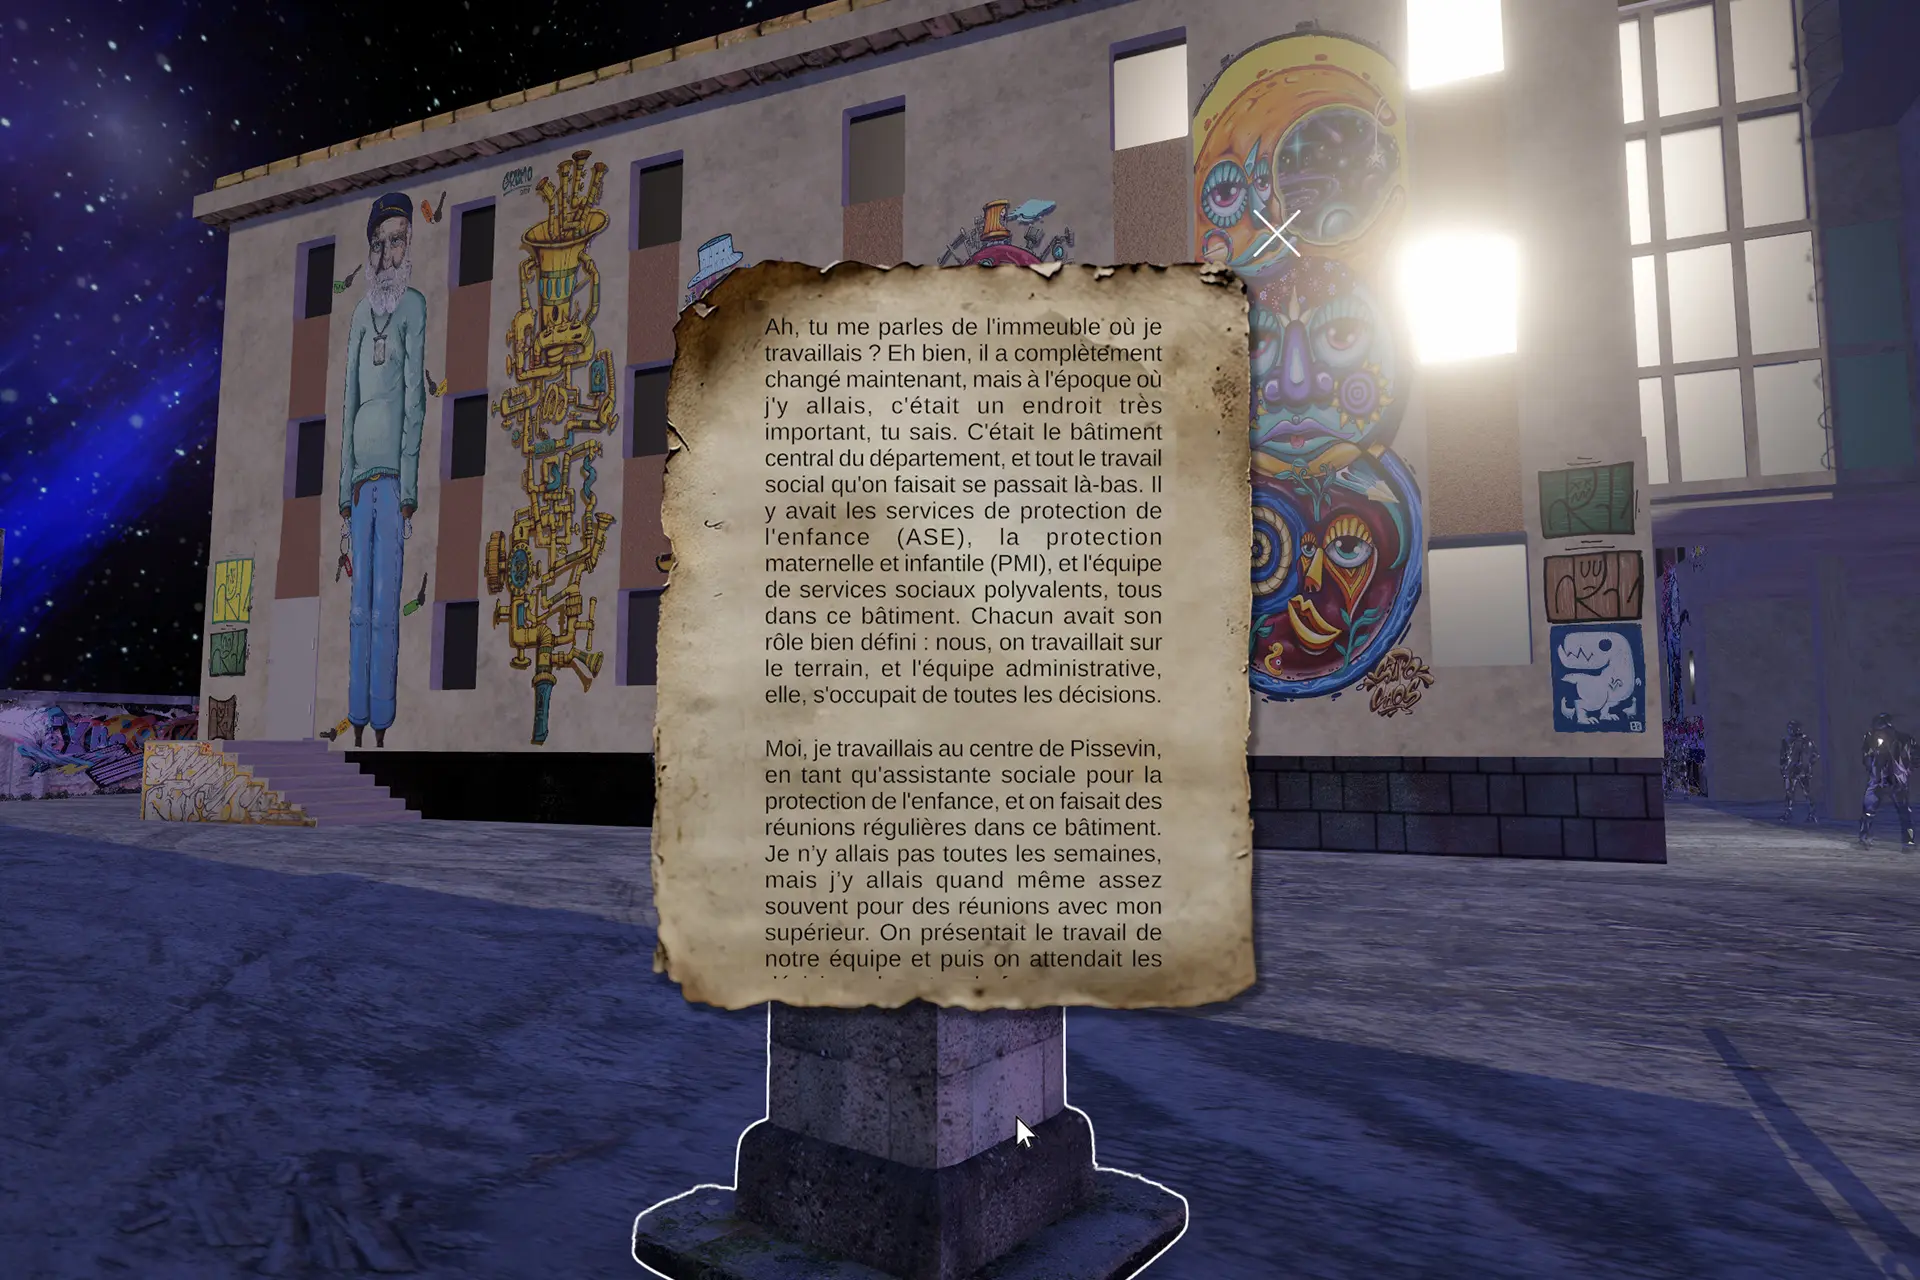 Ah, tu me parles de l'immeuble où je
travaillais ? Eh bien, il a complètement
changé maintenant, mais à l'époque où
j'y allais, c'était un endroit très
important, tu sais. C'était le bâtiment
central du département, et tout le travail
social qu'on faisait se passait là-bas. Il
y avait les services de protection de
l'enfance (ASE), la protection
maternelle et infantile (PMI), et l'équipe
de services sociaux polyvalents, tous
dans ce bâtiment. Chacun avait son
rôle bien défini : nous, on travaillait sur
le terrain, et l'équipe administrative,
elle, s'occupait de toutes les décisions.
Moi, je travaillais au centre de Pissevin,
en tant qu'assistante sociale pour la
protection de l'enfance, et on faisait des
réunions régulières dans ce bâtiment.
Je n’y allais pas toutes les semaines,
mais j’y allais quand même assez
souvent pour des réunions avec mon
supérieur. On présentait le travail de
notre équipe et puis on attendait les